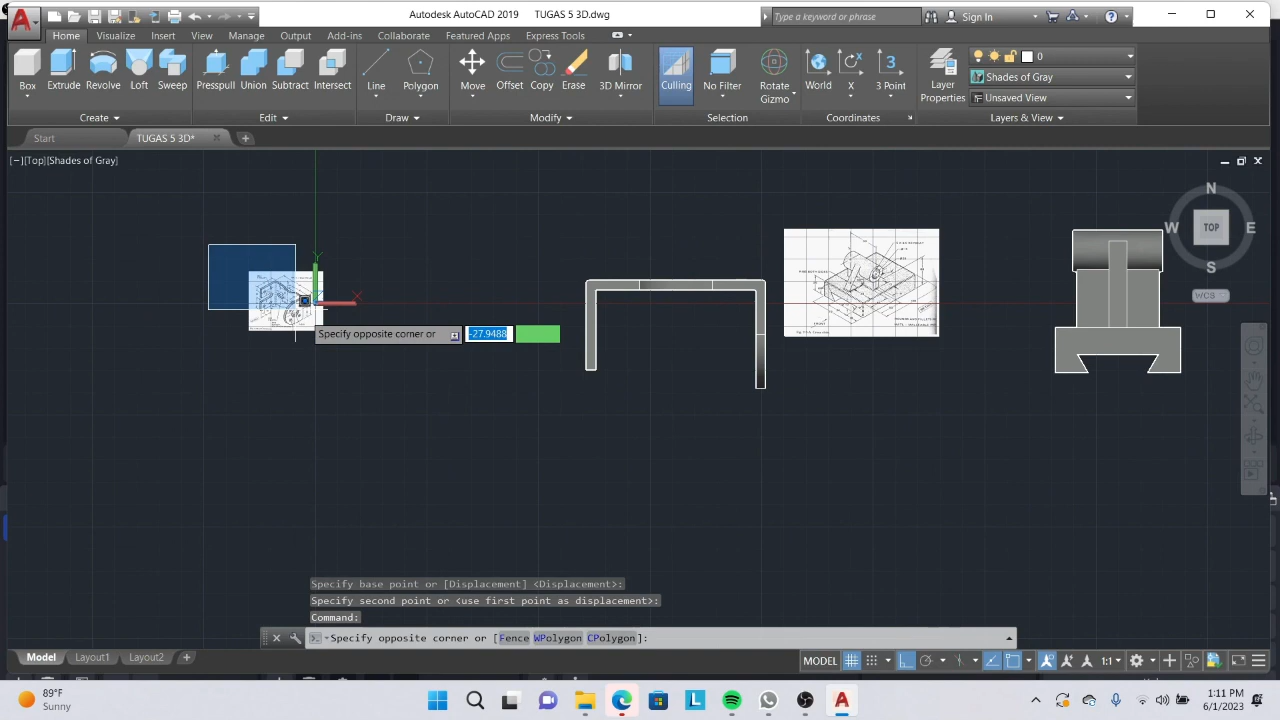 Autodesk AutoCAD 2019 TUGAS 5 3D.dwg
Type a keyword or phrase
Sign In
Home Visualize Insert View Manage Output Add-ins Collaborate Featured Apps Express Tools
Box Extrude Revolve Loft Sweep Presspull Union Subtract Intersect Line Polygon Move Offset Copy Erase 3D Mirror Culling No Filter Rotate Gizmo World X 3 Point Layer Properties
0
Shades of Gray
Unsaved View
Create Edit Draw Modify Selection Coordinates Layers & View
Start TUGAS 5 3D*
[−][Top][Shades of Gray]
N
W TOP E
S
WCS
Y
X
Specify opposite corner or -27.9488
Specify base point or [Displacement] <Displacement>:
Specify second point or <use first point as displacement>:
Command:
Specify opposite corner or [Fence WPolygon CPolygon]:
Model Layout1 Layout2 +
MODEL 1:1
89°F
Sunny
1:11 PM
6/1/2023